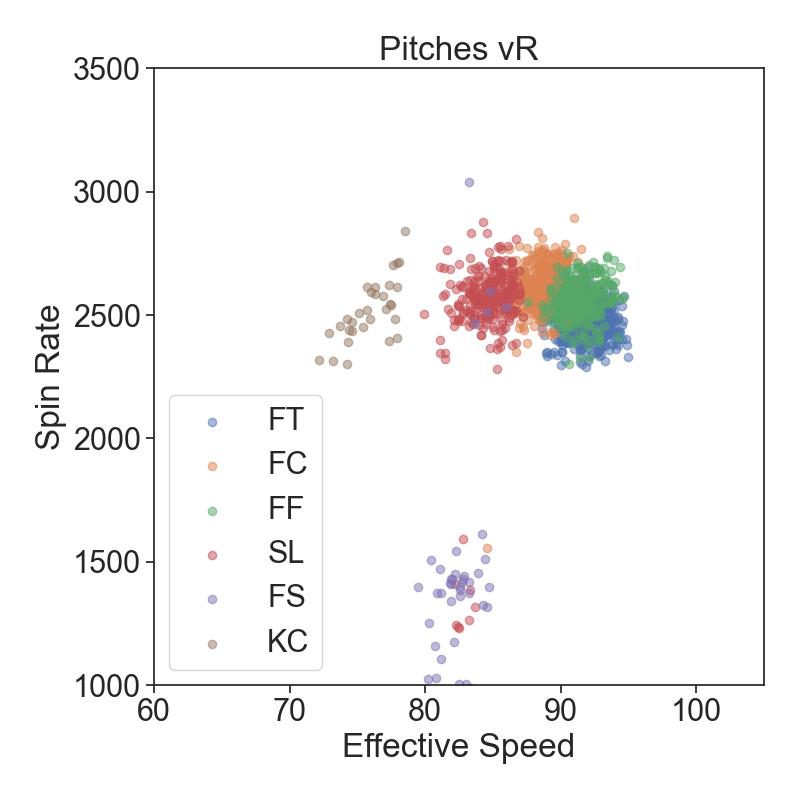 Pitches vR
3500
3000
2500
2000
1500
1000
Spin Rate
FT
FC
FF
SL
FS
KC
60 70 80 90 100
Effective Speed